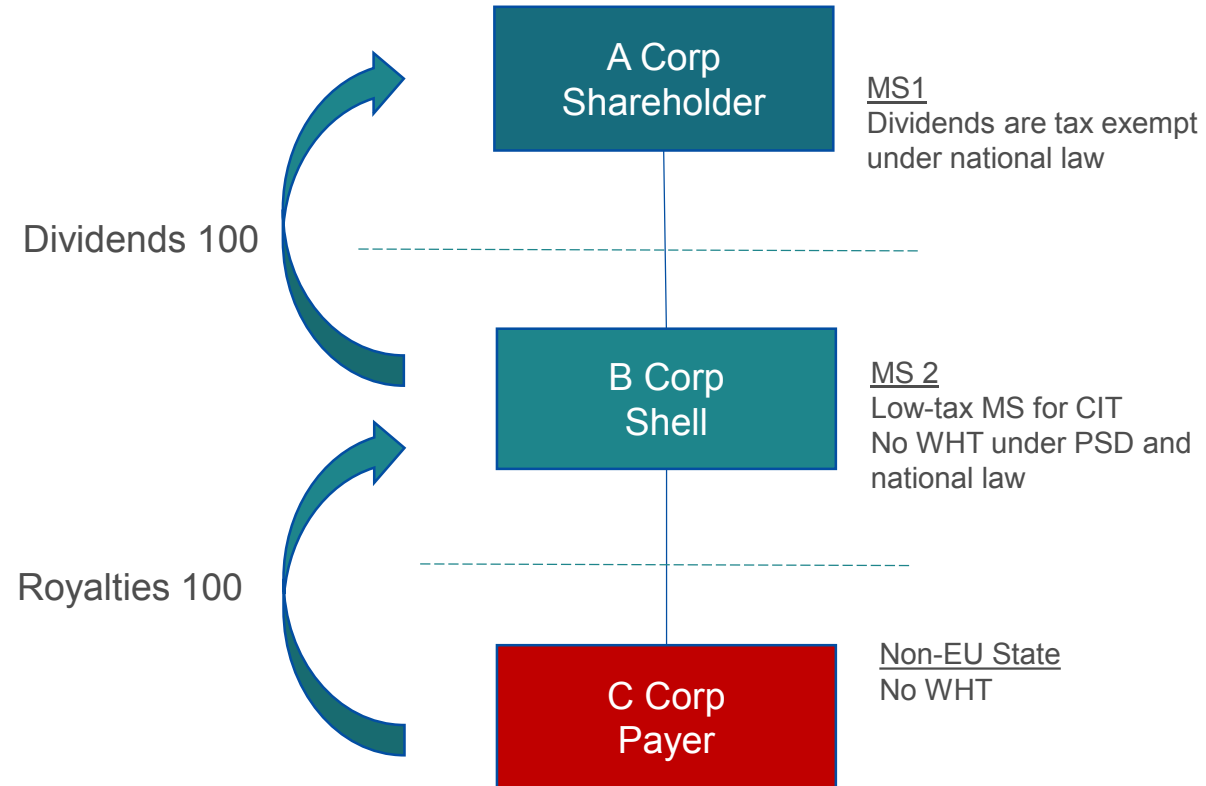 A Corp
Shareholder
MS1
Dividends are tax exempt
under national law
Dividends 100
B Corp
Shell
MS 2
Low-tax MS for CIT
No WHT under PSD and
national law
Royalties 100
C Corp
Payer
Non-EU State
No WHT